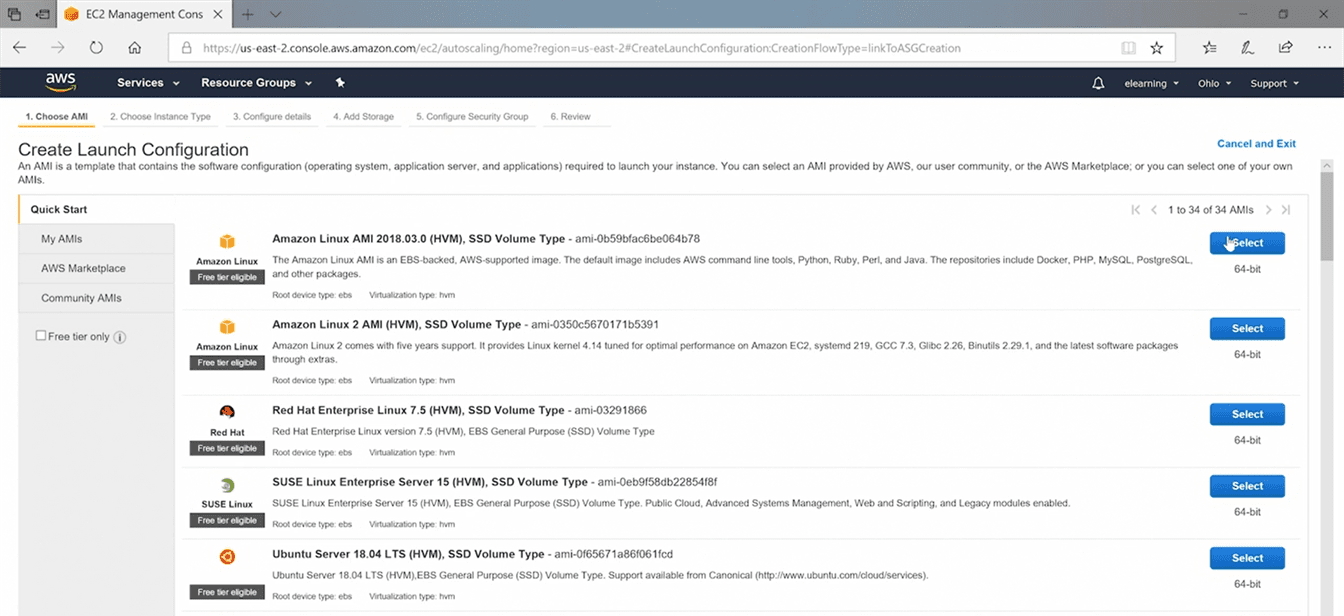 EC2 Management Cons
https://us-east-2.console.aws.amazon.com/ec2/autoscaling/home?region=us-east-2#CreateLaunchConfiguration:CreationFlowType=linkToASGCreation
aws Services Resource Groups elearning Ohio Support
1. Choose AMI 2. Choose Instance Type 3. Configure details 4. Add Storage 5. Configure Security Group 6. Review
Create Launch Configuration Cancel and Exit
An AMI is a template that contains the software configuration (operating system, application server, and applications) required to launch your instance. You can select an AMI provided by AWS, our user community, or the AWS Marketplace; or you can select one of your own
AMIs.
Quick Start
My AMIs
AWS Marketplace
Community AMIs
Free tier only
1 to 34 of 34 AMIs
Amazon Linux
Free tier eligible
Amazon Linux AMI 2018.03.0 (HVM), SSD Volume Type - ami-0b59bfac6be064b78
The Amazon Linux AMI is an EBS-backed, AWS-supported image. The default image includes AWS command line tools, Python, Ruby, Perl, and Java. The repositories include Docker, PHP, MySQL, PostgreSQL,
and other packages.
Root device type: ebs Virtualization type: hvm
Select
64-bit
Amazon Linux
Free tier eligible
Amazon Linux 2 AMI (HVM), SSD Volume Type - ami-0350c5670171b5391
Amazon Linux 2 comes with five years support. It provides Linux kernel 4.14 tuned for optimal performance on Amazon EC2, systemd 219, GCC 7.3, Glibc 2.26, Binutils 2.29.1, and the latest software packages
through extras.
Root device type: ebs Virtualization type: hvm
Select
64-bit
Red Hat
Free tier eligible
Red Hat Enterprise Linux 7.5 (HVM), SSD Volume Type - ami-03291866
Red Hat Enterprise Linux version 7.5 (HVM), EBS General Purpose (SSD) Volume Type
Root device type: ebs Virtualization type: hvm
Select
64-bit
SUSE Linux
Free tier eligible
SUSE Linux Enterprise Server 15 (HVM), SSD Volume Type - ami-0eb9f58db22854f8f
SUSE Linux Enterprise Server 15 (HVM), EBS General Purpose (SSD) Volume Type. Public Cloud, Advanced Systems Management, Web and Scripting, and Legacy modules enabled.
Root device type: ebs Virtualization type: hvm
Select
64-bit
Free tier eligible
Ubuntu Server 18.04 LTS (HVM), SSD Volume Type - ami-0f65671a86f061fcd
Ubuntu Server 18.04 LTS (HVM),EBS General Purpose (SSD) Volume Type. Support available from Canonical (http://www.ubuntu.com/cloud/services).
Root device type: ebs Virtualization type: hvm
Select
64-bit